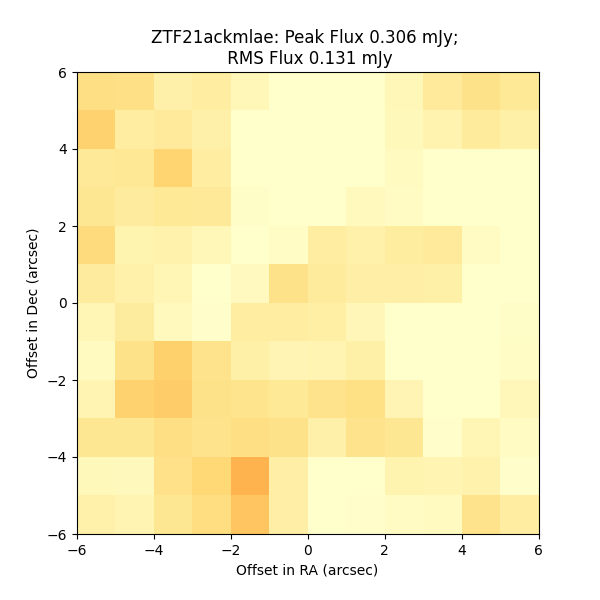 ZTF21ackmlae: Peak Flux 0.306 mJy;
RMS Flux 0.131 mJy
6
4
2
0
−2
−4
−6
Offset in Dec (arcsec)
−6 −4 −2 0 2 4 6
Offset in RA (arcsec)